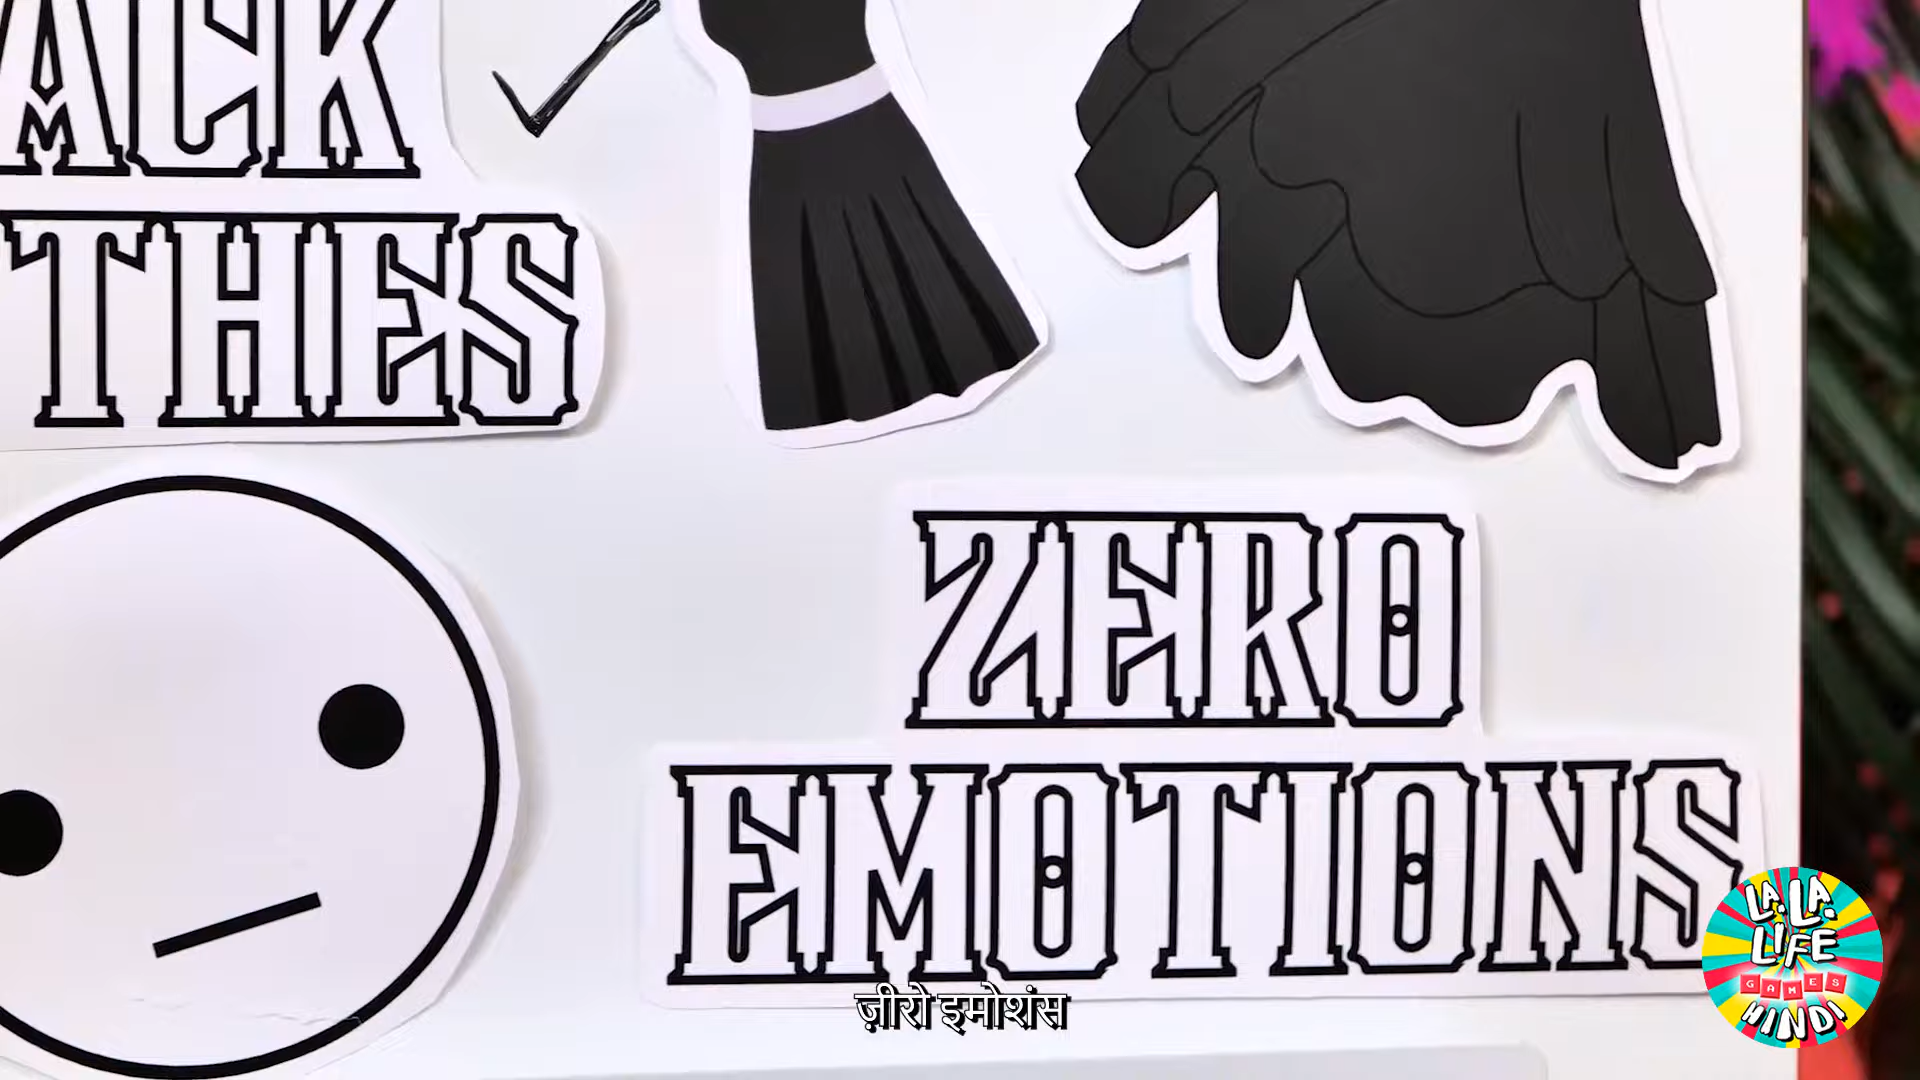 ACK
THES
ZERO
EMOTIONS
ज़ीरो इमोशंस
LA. LA.
LIFE
GAMES
HINDI